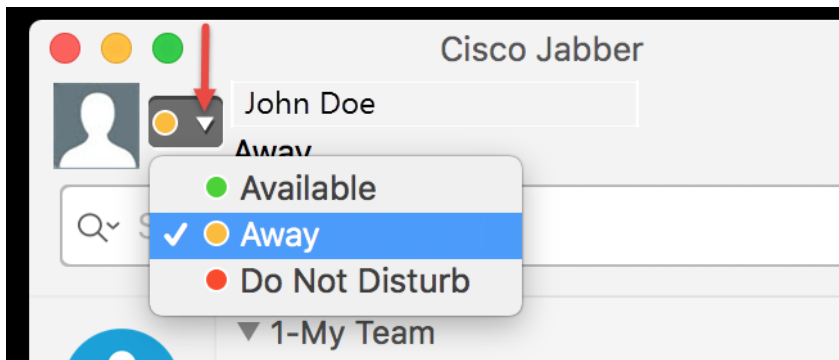 Cisco Jabber
John Doe
Away
Available
Away
Do Not Disturb
1-My Team